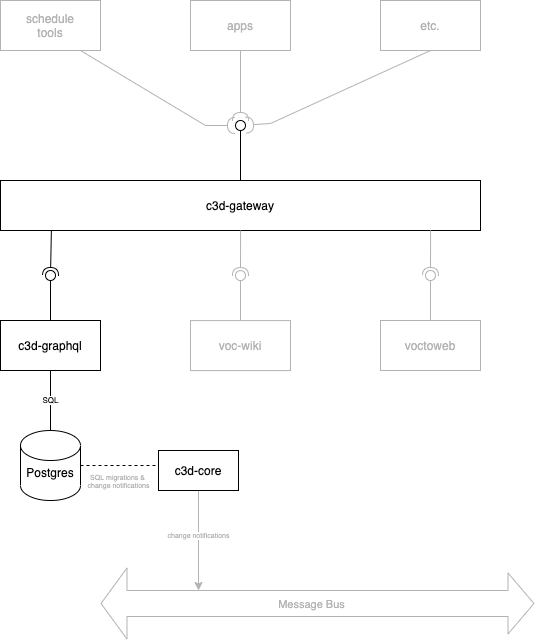 schedule
tools
apps
etc.
c3d-gateway
c3d-graphql
voc-wiki
voctoweb
SQL
Postgres
SQL migrations &
change notifications
c3d-core
change notifications
Message Bus